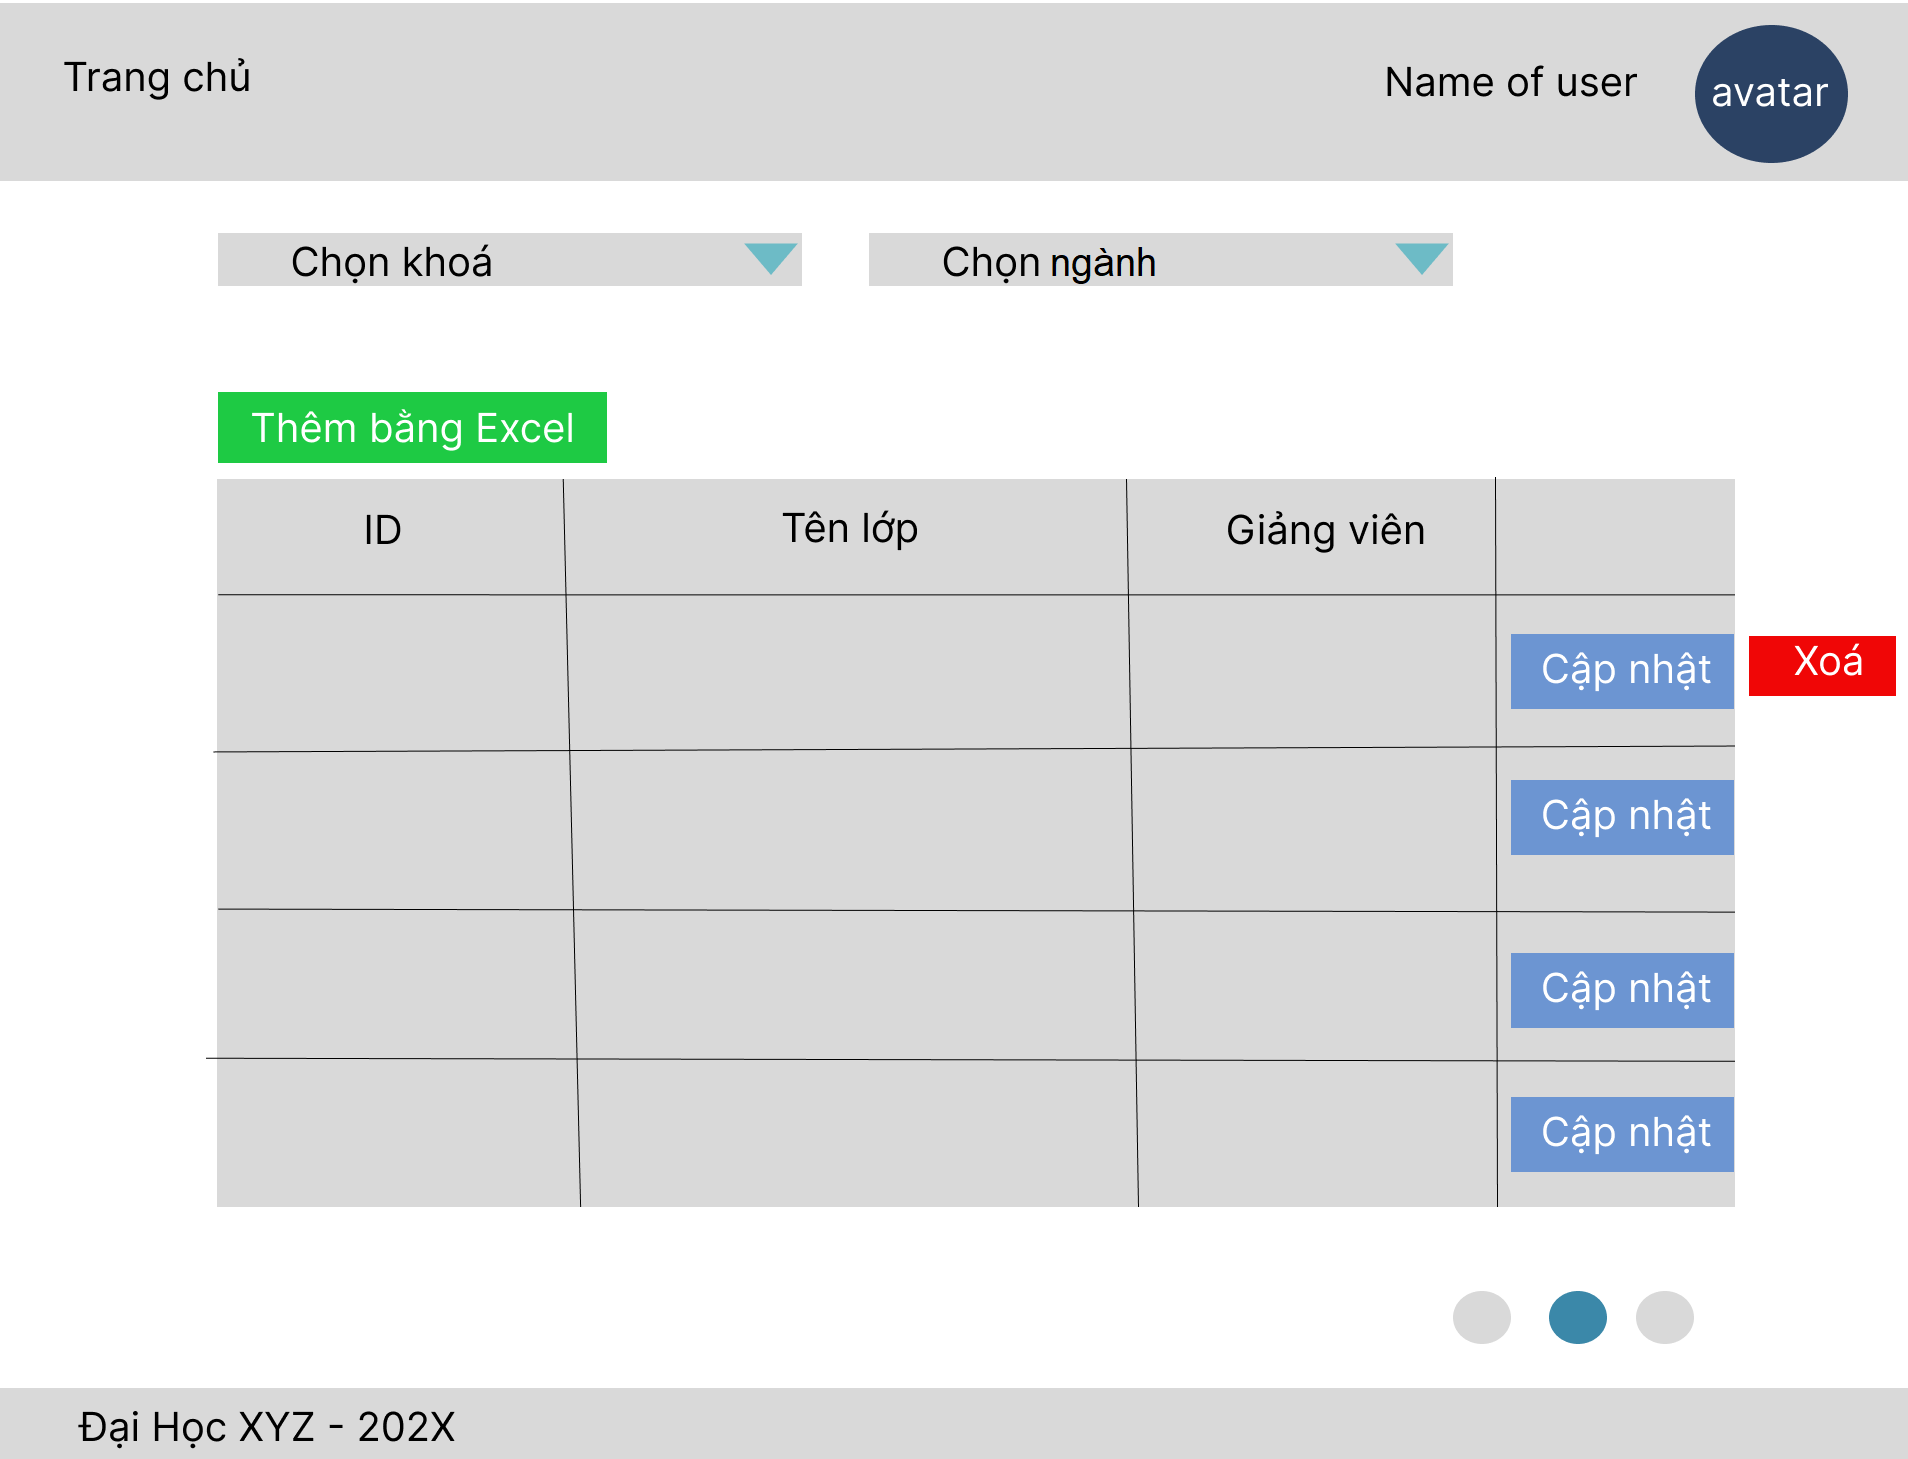 Trang chủ
Name of user
avatar
Chọn khoá
Chọn ngành
Thêm bằng Excel
ID
Tên lớp
Giảng viên
Cập nhật
Xoá
Cập nhật
Cập nhật
Cập nhật
Đại Học XYZ - 202X